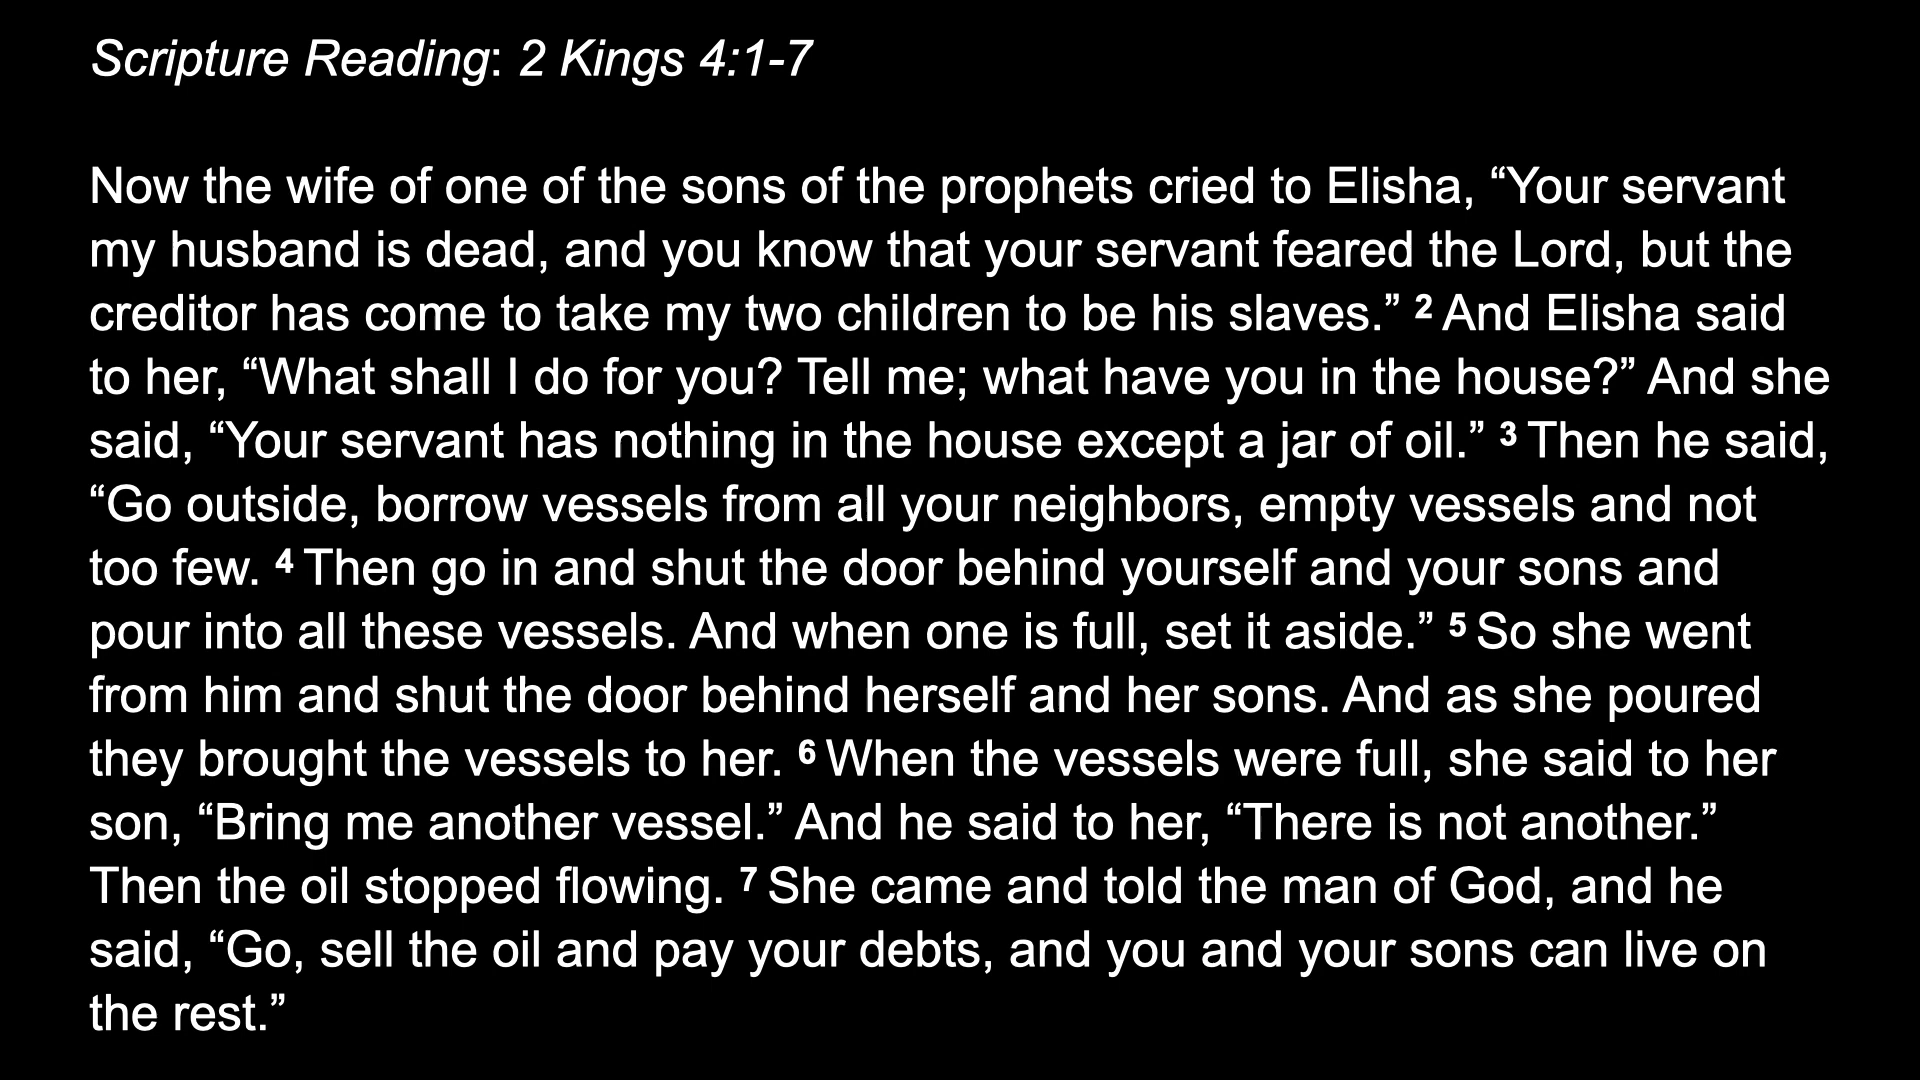 Scripture Reading: 2 Kings 4:1-7
Now the wife of one of the sons of the prophets cried to Elisha, “Your servant
my husband is dead, and you know that your servant feared the Lord, but the
creditor has come to take my two children to be his slaves.” 2 And Elisha said
to her, “What shall I do for you? Tell me; what have you in the house?” And she
said, “Your servant has nothing in the house except a jar of oil.” 3 Then he said,
“Go outside, borrow vessels from all your neighbors, empty vessels and not
too few. 4 Then go in and shut the door behind yourself and your sons and
pour into all these vessels. And when one is full, set it aside.” 5 So she went
from him and shut the door behind herself and her sons. And as she poured
they brought the vessels to her. 6 When the vessels were full, she said to her
son, “Bring me another vessel.” And he said to her, “There is not another.”
Then the oil stopped flowing. 7 She came and told the man of God, and he
said, “Go, sell the oil and pay your debts, and you and your sons can live on
the rest.”